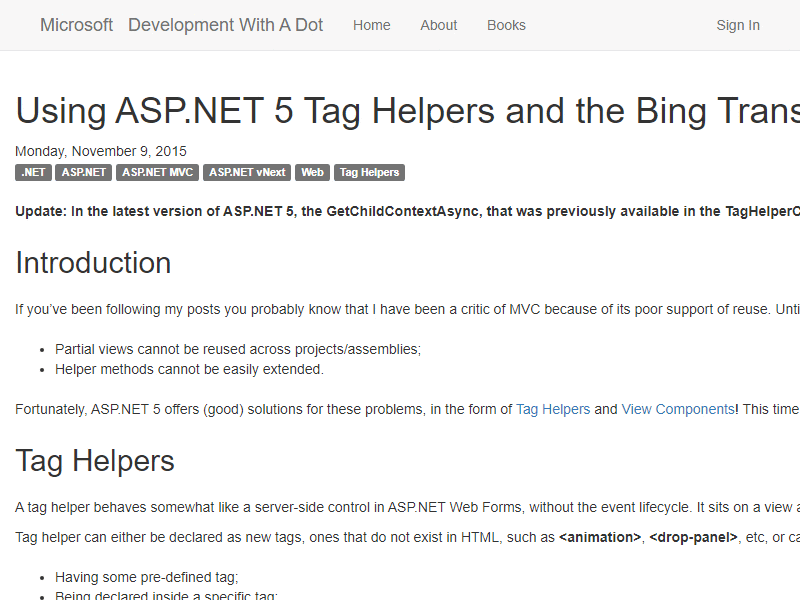 Microsoft Development With A Dot Home About Books Sign In
Using ASP.NET 5 Tag Helpers and the Bing Trans
Monday, November 9, 2015
.NET ASP.NET ASP.NET MVC ASP.NET vNext Web Tag Helpers
Update: In the latest version of ASP.NET 5, the GetChildContextAsync, that was previously available in the TagHelperC
Introduction
If you’ve been following my posts you probably know that I have been a critic of MVC because of its poor support of reuse. Unti
Partial views cannot be reused across projects/assemblies;
Helper methods cannot be easily extended.
Fortunately, ASP.NET 5 offers (good) solutions for these problems, in the form of Tag Helpers and View Components! This time
Tag Helpers
A tag helper behaves somewhat like a server-side control in ASP.NET Web Forms, without the event lifecycle. It sits on a view a
Tag helper can either be declared as new tags, ones that do not exist in HTML, such as <animation>, <drop-panel>, etc, or ca
Having some pre-defined tag;
Being declared inside a specific tag;